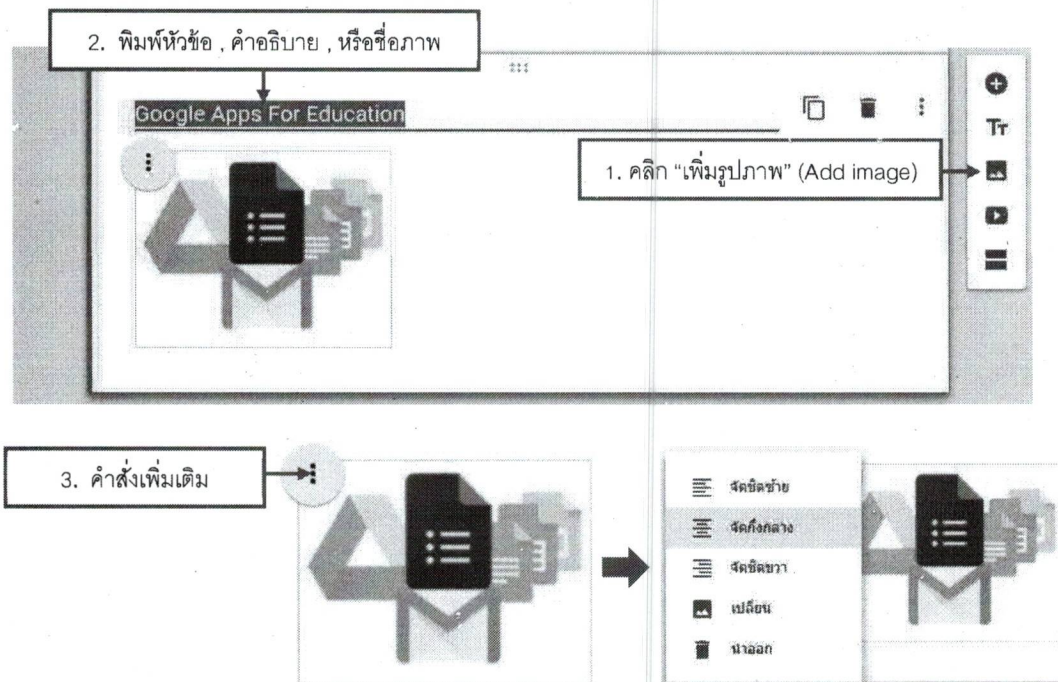 2. พิมพ์หัวข้อ , คำอธิบาย , หรือชื่อภาพ
Google Apps For Education
TT
1. คลิก “เพิ่มรูปภาพ” (Add image)
3. คำสั่งเพิ่มเติม
จัดชิดซ้าย
จัดกึ่งกลาง
จัดชิดขวา
เปลี่ยน
นำออก